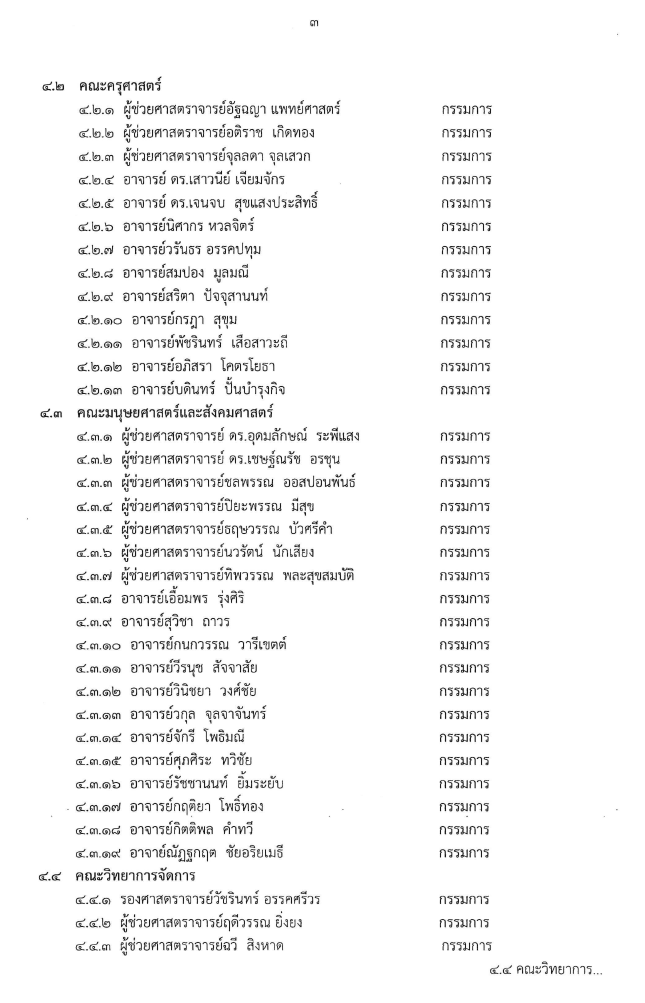 ๓
๔.๒ คณะครุศาสตร์
๔.๒.๑ ผู้ช่วยศาสตราจารย์อัฐฉญา แพทย์ศาสตร์ กรรมการ
๔.๒.๒ ผู้ช่วยศาสตราจารย์อติราช เกิดทอง กรรมการ
๔.๒.๓ ผู้ช่วยศาสตราจารย์จุลลดา จุลเสวก กรรมการ
๔.๒.๔ อาจารย์ ดร.เสาวนีย์ เจียมจักร กรรมการ
๔.๒.๕ อาจารย์ ดร.เจนจบ สุขแสงประสิทธิ์ กรรมการ
๔.๒.๖ อาจารย์นิศากร หวลจิตร์ กรรมการ
๔.๒.๗ อาจารย์วรันธร อรรคปทุม กรรมการ
๔.๒.๘ อาจารย์สมปอง มูลมณี กรรมการ
๔.๒.๙ อาจารย์สริตา ปัจจุสานนท์ กรรมการ
๔.๒.๑๐ อาจารย์กรฎา สุขุม กรรมการ
๔.๒.๑๑ อาจารย์พัชรินทร์ เสือสาวะถี กรรมการ
๔.๒.๑๒ อาจารย์อภิสรา โคตรโยธา กรรมการ
๔.๒.๑๓ อาจารย์บดินทร์ ปั้นบำรุงกิจ กรรมการ
๔.๓ คณะมนุษยศาสตร์และสังคมศาสตร์
๔.๓.๑ ผู้ช่วยศาสตราจารย์ ดร.อุดมลักษณ์ ระพีแสง กรรมการ
๔.๓.๒ ผู้ช่วยศาสตราจารย์ ดร.เชษฐ์ณรัช อรชุน กรรมการ
๔.๓.๓ ผู้ช่วยศาสตราจารย์ชลพรรณ ออสปอนพันธ์ กรรมการ
๔.๓.๔ ผู้ช่วยศาสตราจารย์ปิยะพรรณ มีสุข กรรมการ
๔.๓.๕ ผู้ช่วยศาสตราจารย์ธฤษวรรณ บัวศรีคำ กรรมการ
๔.๓.๖ ผู้ช่วยศาสตราจารย์นวรัตน์ นักเสียง กรรมการ
๔.๓.๗ ผู้ช่วยศาสตราจารย์ทิพวรรณ พละสุขสมบัติ กรรมการ
๔.๓.๘ อาจารย์เอื้อมพร รุ่งศิริ กรรมการ
๔.๓.๙ อาจารย์สุวิชา ถาวร กรรมการ
๔.๓.๑๐ อาจารย์กนกวรรณ วารีเขตต์ กรรมการ
๔.๓.๑๑ อาจารย์วีรนุช สัจจาสัย กรรมการ
๔.๓.๑๒ อาจารย์วินิชยา วงศ์ชัย กรรมการ
๔.๓.๑๓ อาจารย์วกุล จุลจาจันทร์ กรรมการ
๔.๓.๑๔ อาจารย์จักรี โพธิมณี กรรมการ
๔.๓.๑๕ อาจารย์ศุภศิระ ทวิชัย กรรมการ
๔.๓.๑๖ อาจารย์รัชชานนท์ ยิ้มระยับ กรรมการ
๔.๓.๑๗ อาจารย์กฤติยา โพธิ์ทอง กรรมการ
๔.๓.๑๘ อาจารย์กิตติพล คำทวี กรรมการ
๔.๓.๑๙ อาจาย์ณัฏฐกฤต ชัยอริยเมธี กรรมการ
๔.๔ คณะวิทยาการจัดการ
๔.๔.๑ รองศาสตราจารย์วัชรินทร์ อรรคศรีวร กรรมการ
๔.๔.๒ ผู้ช่วยศาสตราจารย์ฤดีวรรณ ยิ่งยง กรรมการ
๔.๔.๓ ผู้ช่วยศาสตราจารย์ฉวี สิงหาด กรรมการ
๔.๔ คณะวิทยาการ...